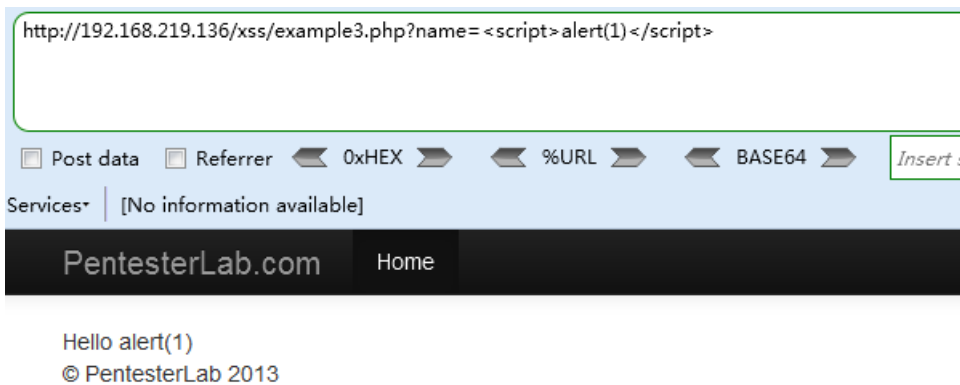 http://192.168.219.136/xss/example3.php?name=<script>alert(1)</script>
Post data Referrer 0xHEX %URL BASE64 Insert
Services [No information available]
PentesterLab.com Home
Hello alert(1)
© PentesterLab 2013